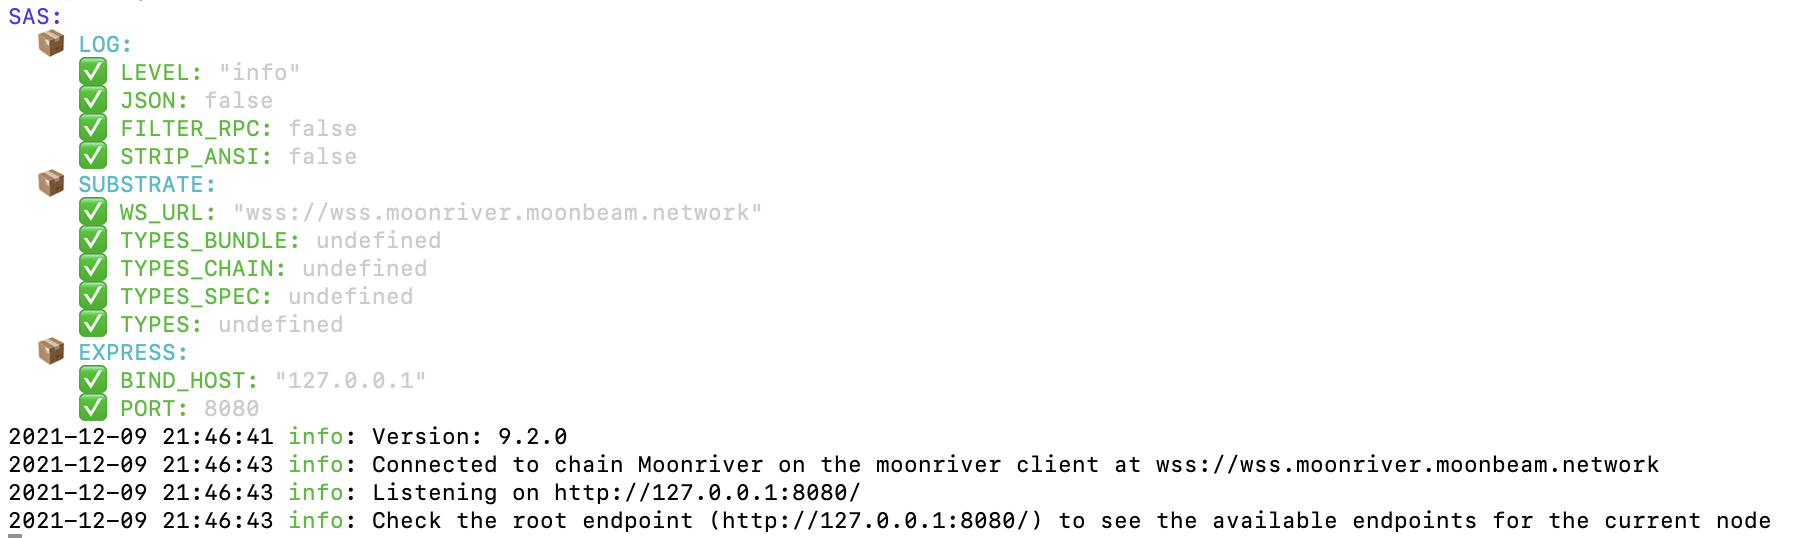 SAS:
📦 LOG:
✅ LEVEL: "info"
✅ JSON: false
✅ FILTER_RPC: false
✅ STRIP_ANSI: false
📦 SUBSTRATE:
✅ WS_URL: "wss://wss.moonriver.moonbeam.network"
✅ TYPES_BUNDLE: undefined
✅ TYPES_CHAIN: undefined
✅ TYPES_SPEC: undefined
✅ TYPES: undefined
📦 EXPRESS:
✅ BIND_HOST: "127.0.0.1"
✅ PORT: 8080
2021-12-09 21:46:41 info: Version: 9.2.0
2021-12-09 21:46:43 info: Connected to chain Moonriver on the moonriver client at wss://wss.moonriver.moonbeam.network
2021-12-09 21:46:43 info: Listening on http://127.0.0.1:8080/
2021-12-09 21:46:43 info: Check the root endpoint (http://127.0.0.1:8080/) to see the available endpoints for the current node